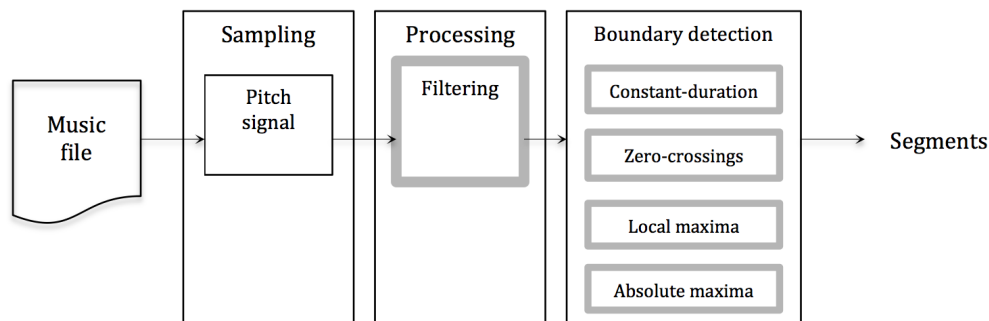 Music
file
Sampling
Pitch
signal
Processing
Filtering
Boundary detection
Constant-duration
Zero-crossings
Local maxima
Absolute maxima
Segments